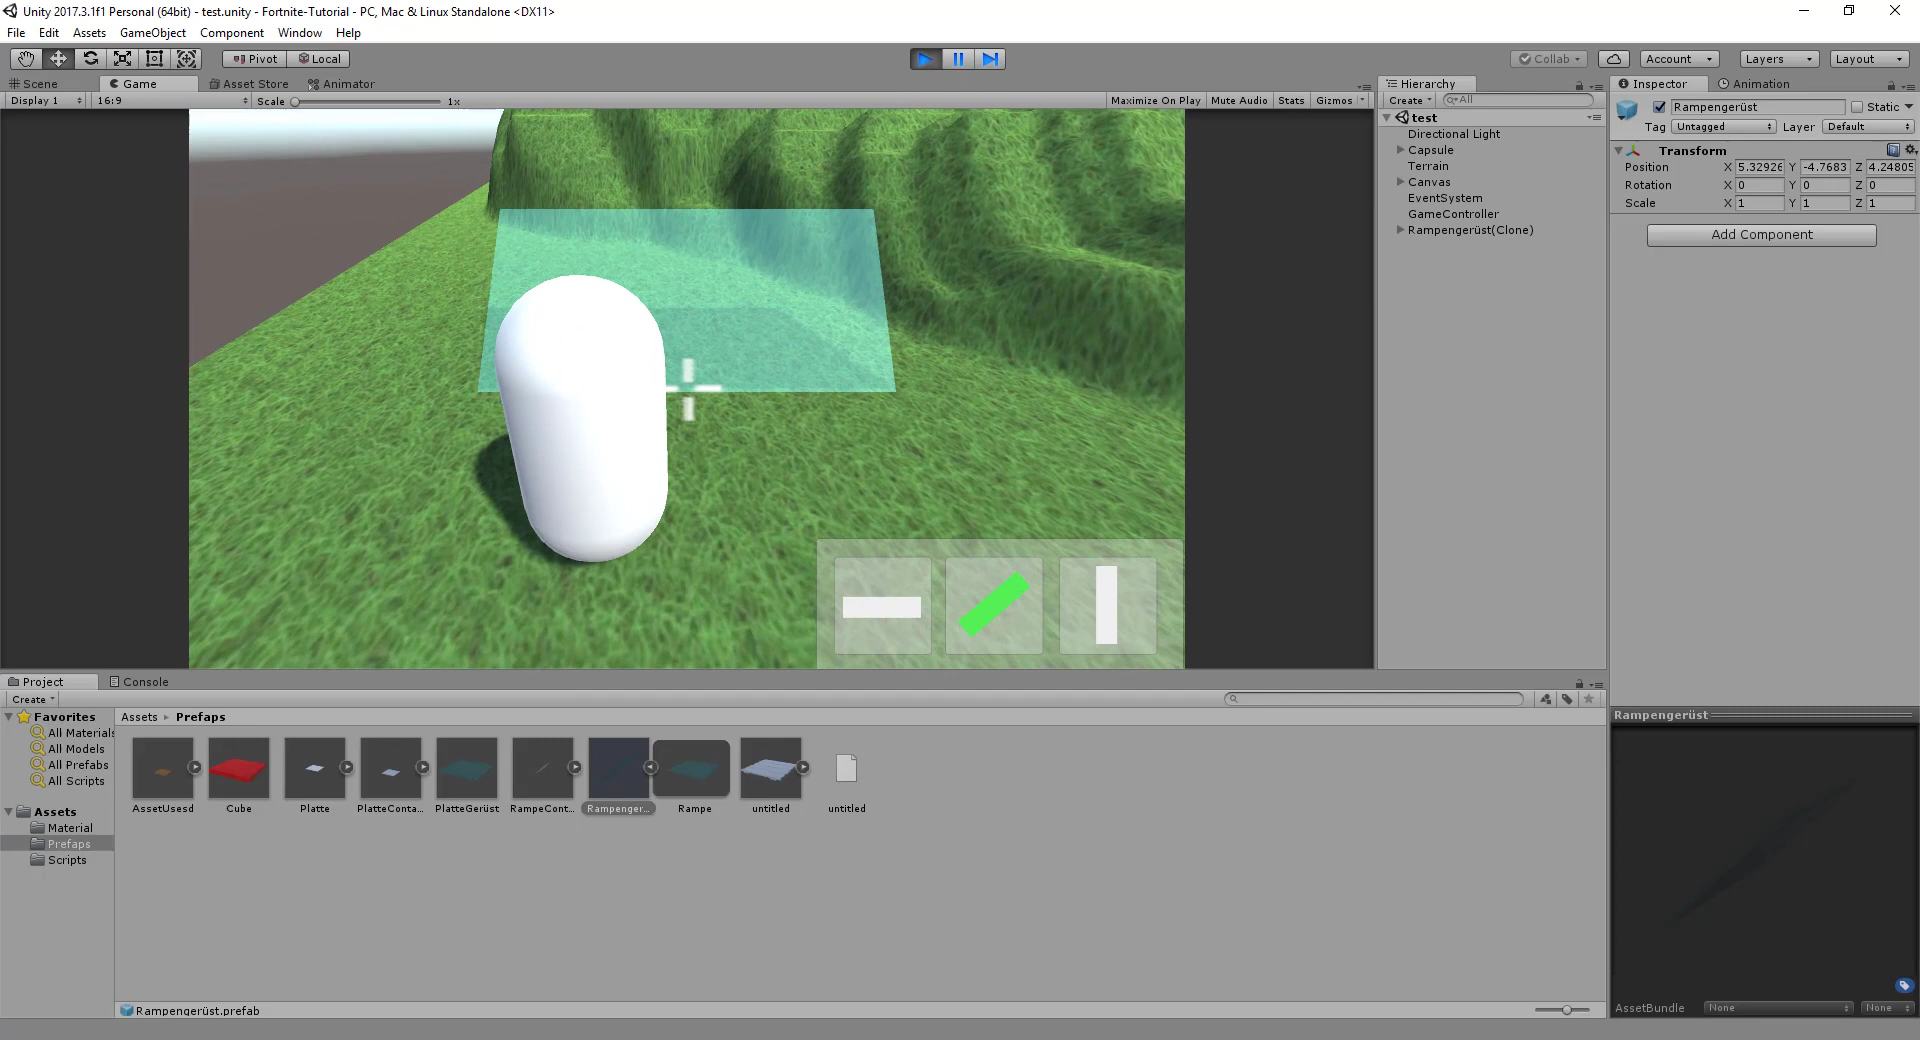 Unity 2017.3.1f1 Personal (64bit) - test.unity - Fortnite-Tutorial - PC, Mac & Linux Standalone <DX11>
File Edit Assets GameObject Component Window Help
Pivot Local Collab Account Layers Layout
Scene Game Asset Store Animator
Display 1 16:9 Scale 1x Maximize On Play Mute Audio Stats Gizmos
Hierarchy
Create All
test
Directional Light
Capsule
Terrain
Canvas
EventSystem
GameController
Rampengerüst(Clone)
Inspector Animation
Rampengerüst Static
Tag Untagged Layer Default
Transform
Position X 5.32926 Y -4.7683 Z 4.24805
Rotation X 0 Y 0 Z 0
Scale X 1 Y 1 Z 1
Add Component
Project Console
Create
Favorites
All Materials
All Models
All Prefabs
All Scripts
Assets
Material
Prefaps
Scripts
Assets Prefaps
AssetUsesd Cube Platte PlatteConta... PlatteGerüst RampeCont... Rampenger... Rampe untitled untitled
Rampengerüst.prefab
Rampengerüst
AssetBundle None None